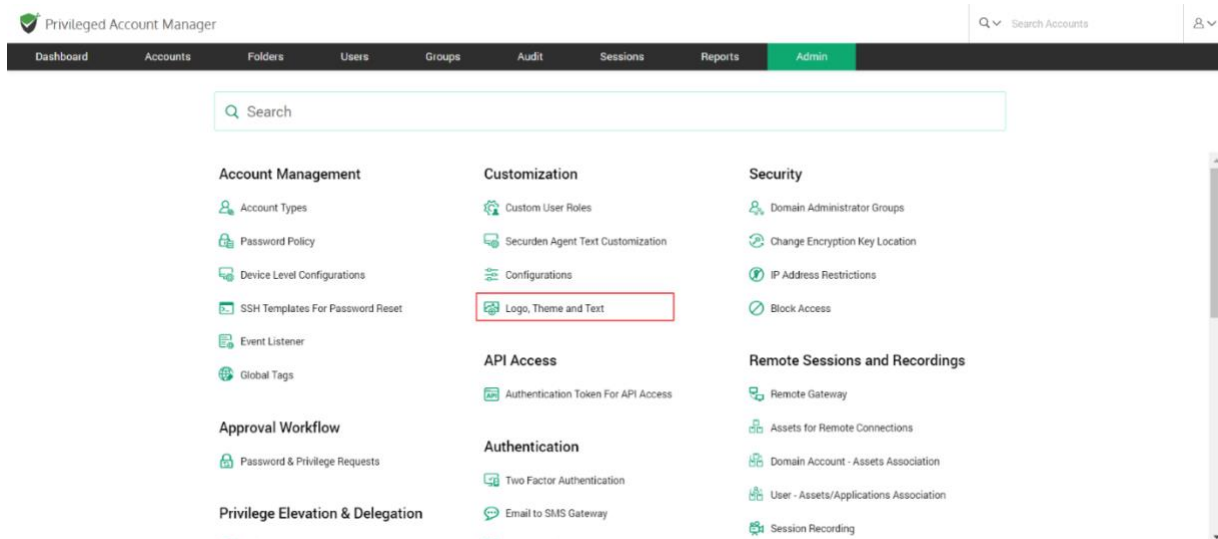 Privileged Account Manager
Search Accounts
Dashboard Accounts Folders Users Groups Audit Sessions Reports Admin
Search
Account Management
Account Types
Password Policy
Device Level Configurations
SSH Templates For Password Reset
Event Listener
Global Tags
Approval Workflow
Password & Privilege Requests
Privilege Elevation & Delegation
Customization
Custom User Roles
Securden Agent Text Customization
Configurations
Logo, Theme and Text
API Access
Authentication Token For API Access
Authentication
Two Factor Authentication
Email to SMS Gateway
Security
Domain Administrator Groups
Change Encryption Key Location
IP Address Restrictions
Block Access
Remote Sessions and Recordings
Remote Gateway
Assets for Remote Connections
Domain Account - Assets Association
User - Assets/Applications Association
Session Recording